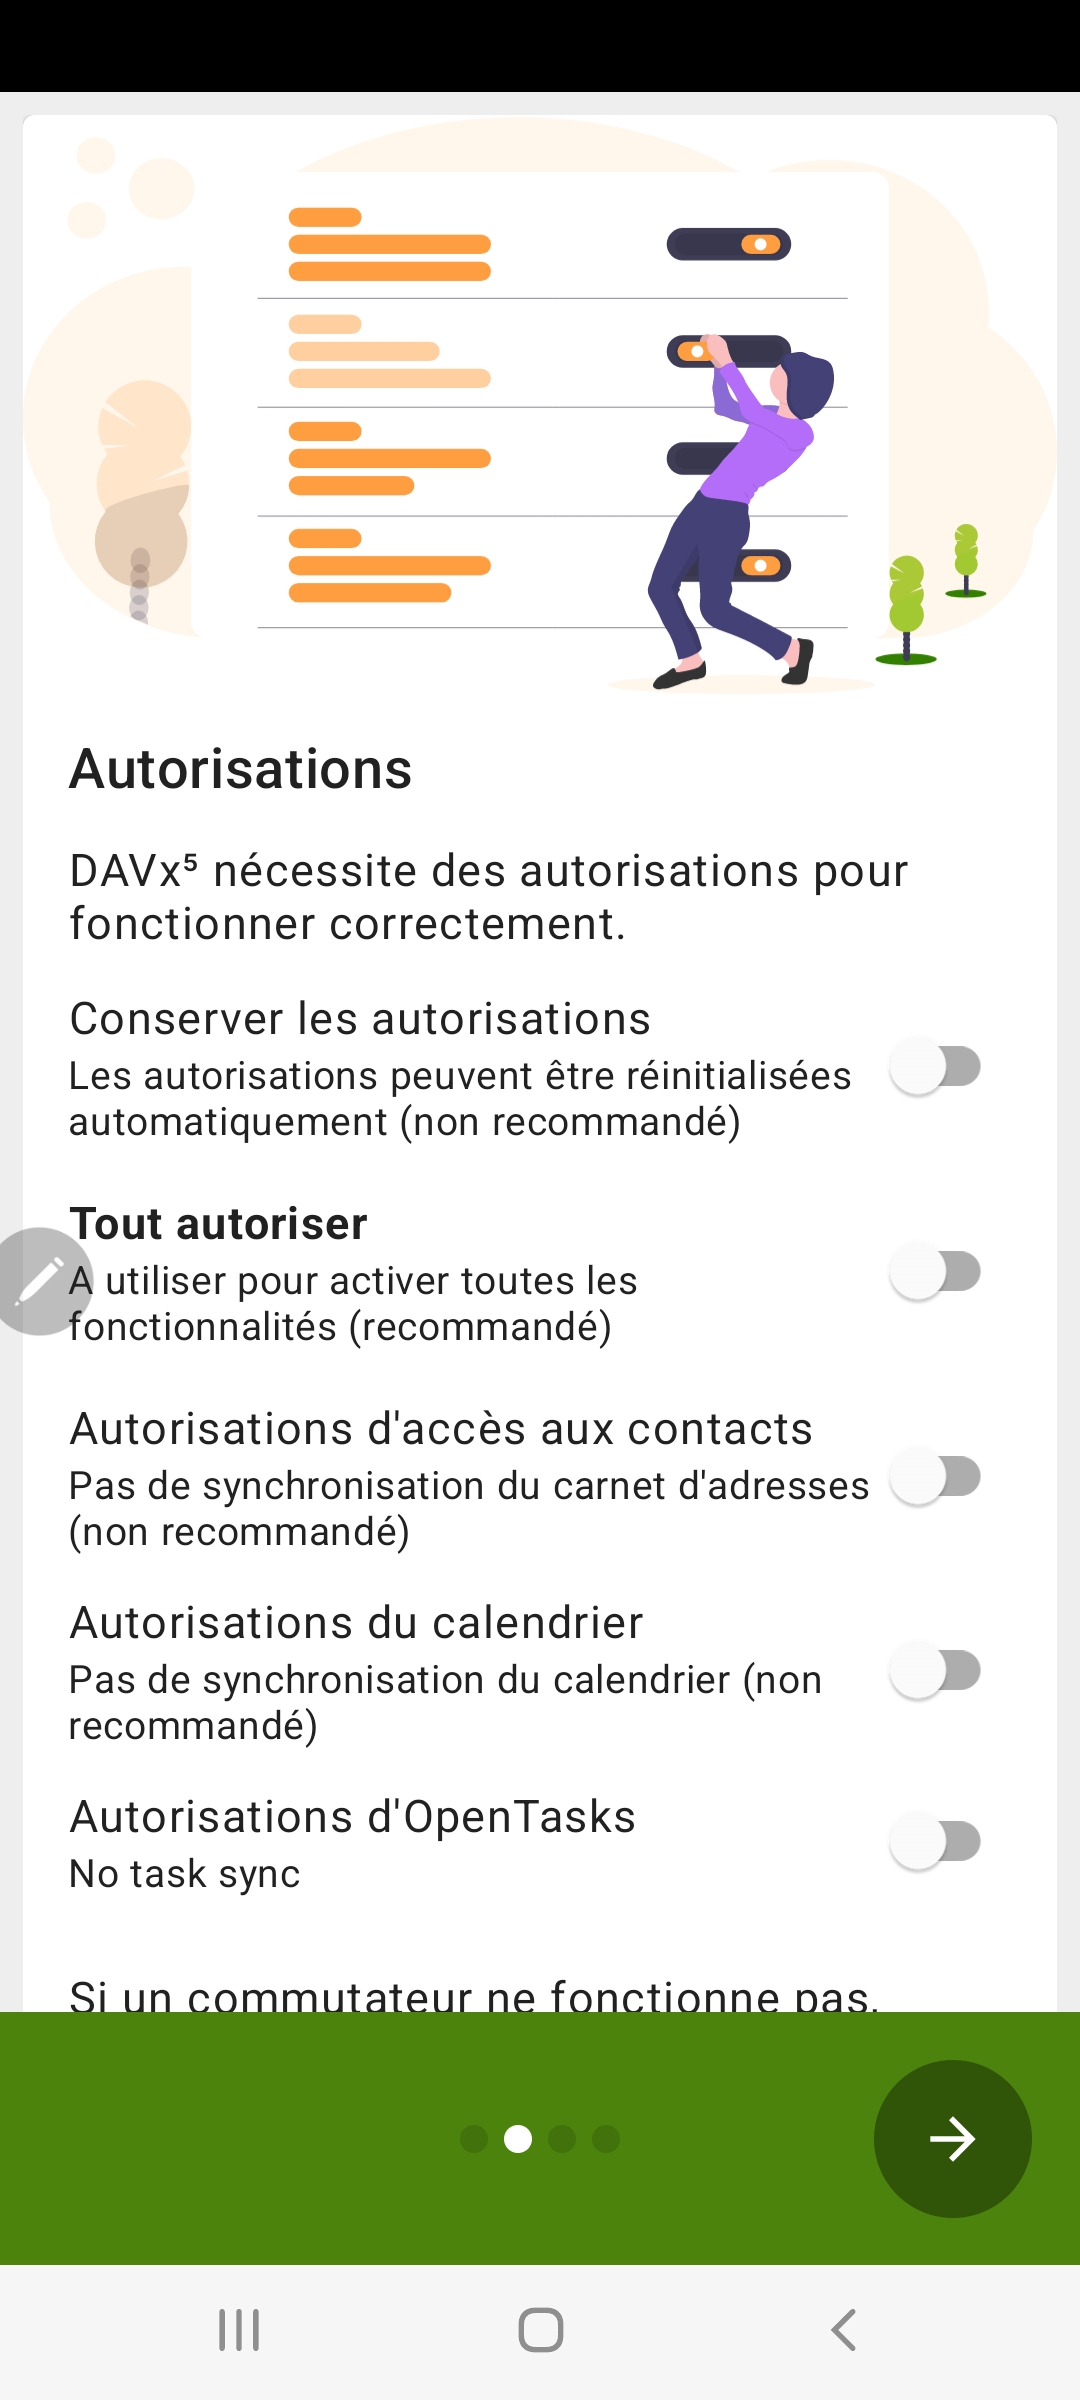 Autorisations
DAVx⁵ nécessite des autorisations pour
fonctionner correctement.
Conserver les autorisations
Les autorisations peuvent être réinitialisées
automatiquement (non recommandé)
Tout autoriser
A utiliser pour activer toutes les
fonctionnalités (recommandé)
Autorisations d'accès aux contacts
Pas de synchronisation du carnet d'adresses
(non recommandé)
Autorisations du calendrier
Pas de synchronisation du calendrier (non
recommandé)
Autorisations d'OpenTasks
No task sync
Si un commutateur ne fonctionne pas,